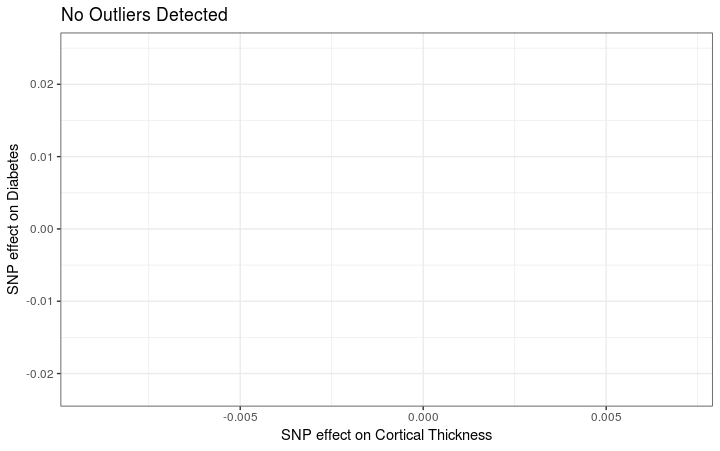 No Outliers Detected
SNP effect on Diabetes
0.02
0.01
0.00
-0.01
-0.02
-0.005
0.000
0.005
SNP effect on Cortical Thickness